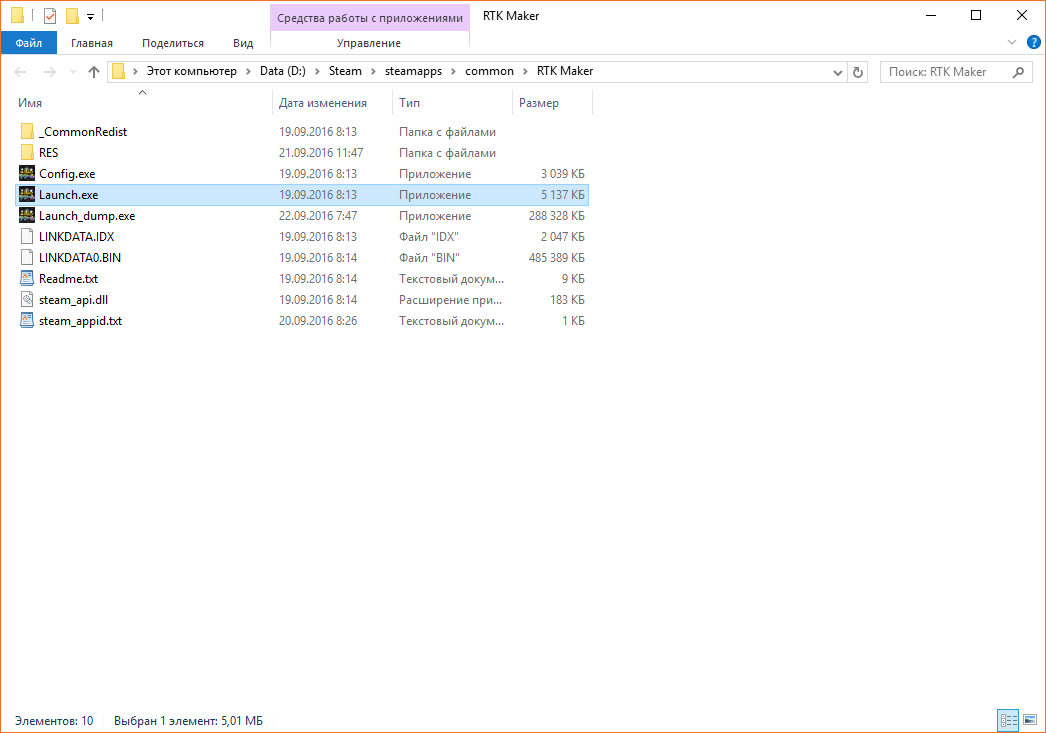 Средства работы с приложениями RTK Maker
Файл Главная Поделиться Вид Управление
Этот компьютер Data (D:) Steam steamapps common RTK Maker Поиск: RTK Maker
Имя Дата изменения Тип Размер
_CommonRedist 19.09.2016 8:13 Папка с файлами
RES 21.09.2016 11:47 Папка с файлами
Config.exe 19.09.2016 8:13 Приложение 3 039 КБ
Launch.exe 19.09.2016 8:13 Приложение 5 137 КБ
Launch_dump.exe 22.09.2016 7:47 Приложение 288 328 КБ
LINKDATA.IDX 19.09.2016 8:13 Файл "IDX" 2 047 КБ
LINKDATA0.BIN 19.09.2016 8:14 Файл "BIN" 485 389 КБ
Readme.txt 19.09.2016 8:14 Текстовый докум... 9 КБ
steam_api.dll 19.09.2016 8:14 Расширение при... 183 КБ
steam_appid.txt 20.09.2016 8:26 Текстовый докум... 1 КБ
Элементов: 10 Выбран 1 элемент: 5,01 МБ